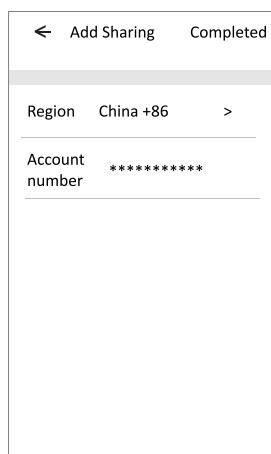 ← Add Sharing Completed
Region China +86 >
Account
number ***********